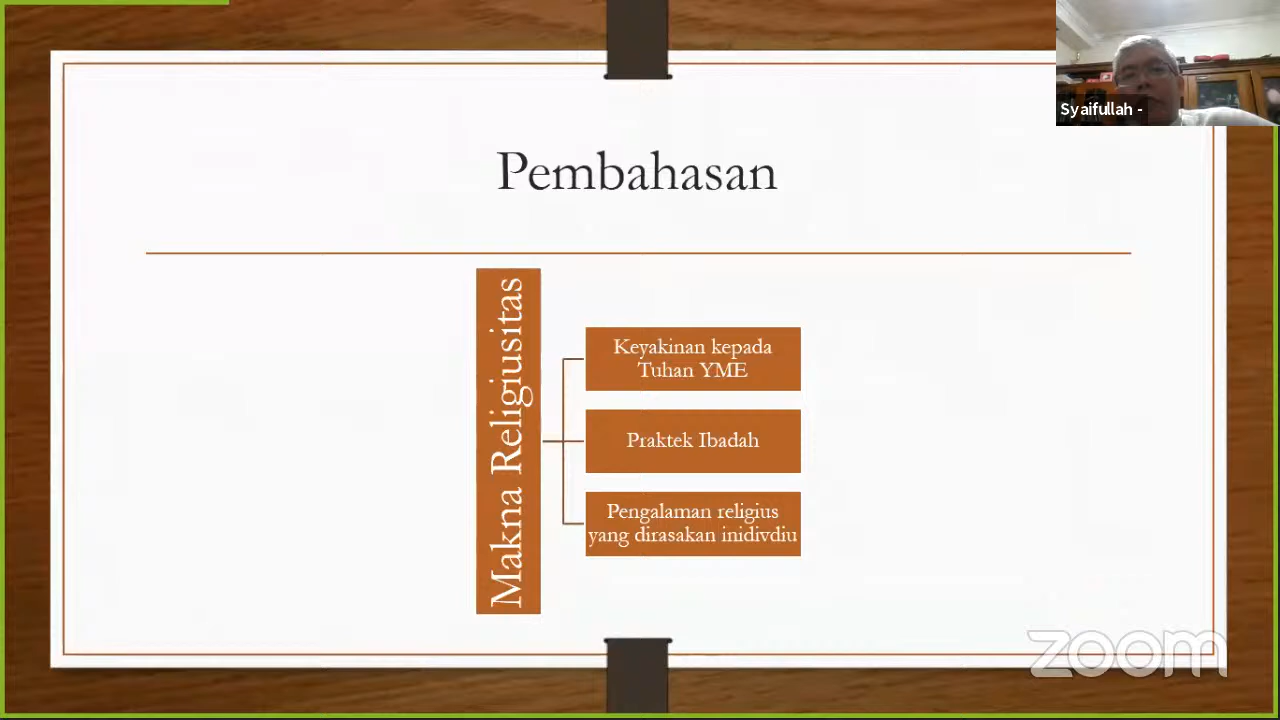 Syaifullah -
Pembahasan
Makna Religiusitas
Keyakinan kepada
Tuhan YME
Praktek Ibadah
Pengalaman religius
yang dirasakan inidivdiu
zoom